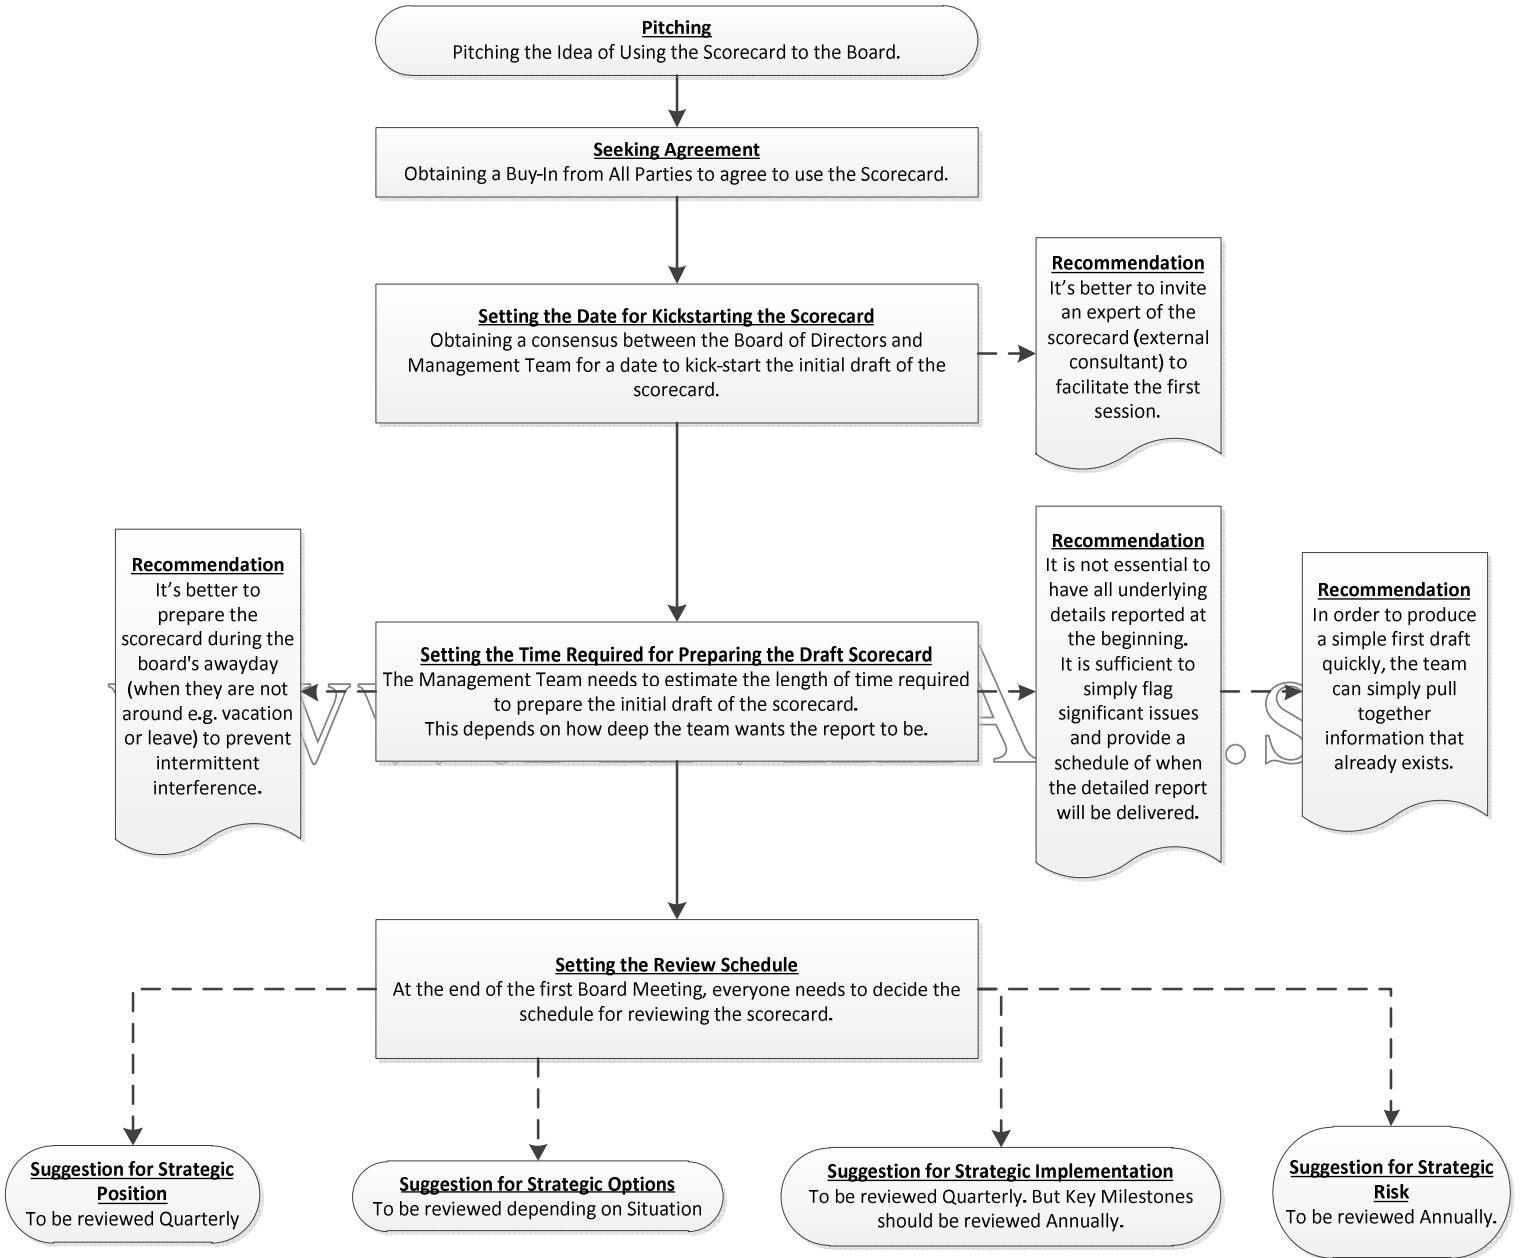 Pitching
Pitching the Idea of Using the Scorecard to the Board.
Seeking Agreement
Obtaining a Buy-In from All Parties to agree to use the Scorecard.
Setting the Date for Kickstarting the Scorecard
Obtaining a consensus between the Board of Directors and
Management Team for a date to kick-start the initial draft of the
scorecard.
Recommendation
It's better to invite
an expert of the
scorecard (external
consultant) to
facilitate the first
session.
Recommendation
It's better to
prepare the
scorecard during the
board's awayday
(when they are not
around e.g. vacation
or leave) to prevent
intermittent
interference.
Setting the Time Required for Preparing the Draft Scorecard
The Management Team needs to estimate the length of time required
to prepare the initial draft of the scorecard.
This depends on how deep the team wants the report to be.
Recommendation
It is not essential to
have all underlying
details reported at
the beginning.
It is sufficient to
simply flag
significant issues
and provide a
schedule of when
the detailed report
will be delivered.
Recommendation
In order to produce
a simple first draft
quickly, the team
can simply pull
together
information that
already exists.
Setting the Review Schedule
At the end of the first Board Meeting, everyone needs to decide the
schedule for reviewing the scorecard.
Suggestion for Strategic
Position
To be reviewed Quarterly
Suggestion for Strategic Options
To be reviewed depending on Situation
Suggestion for Strategic Implementation
To be reviewed Quarterly. But Key Milestones
should be reviewed Annually.
Suggestion for Strategic
Risk
To be reviewed Annually.